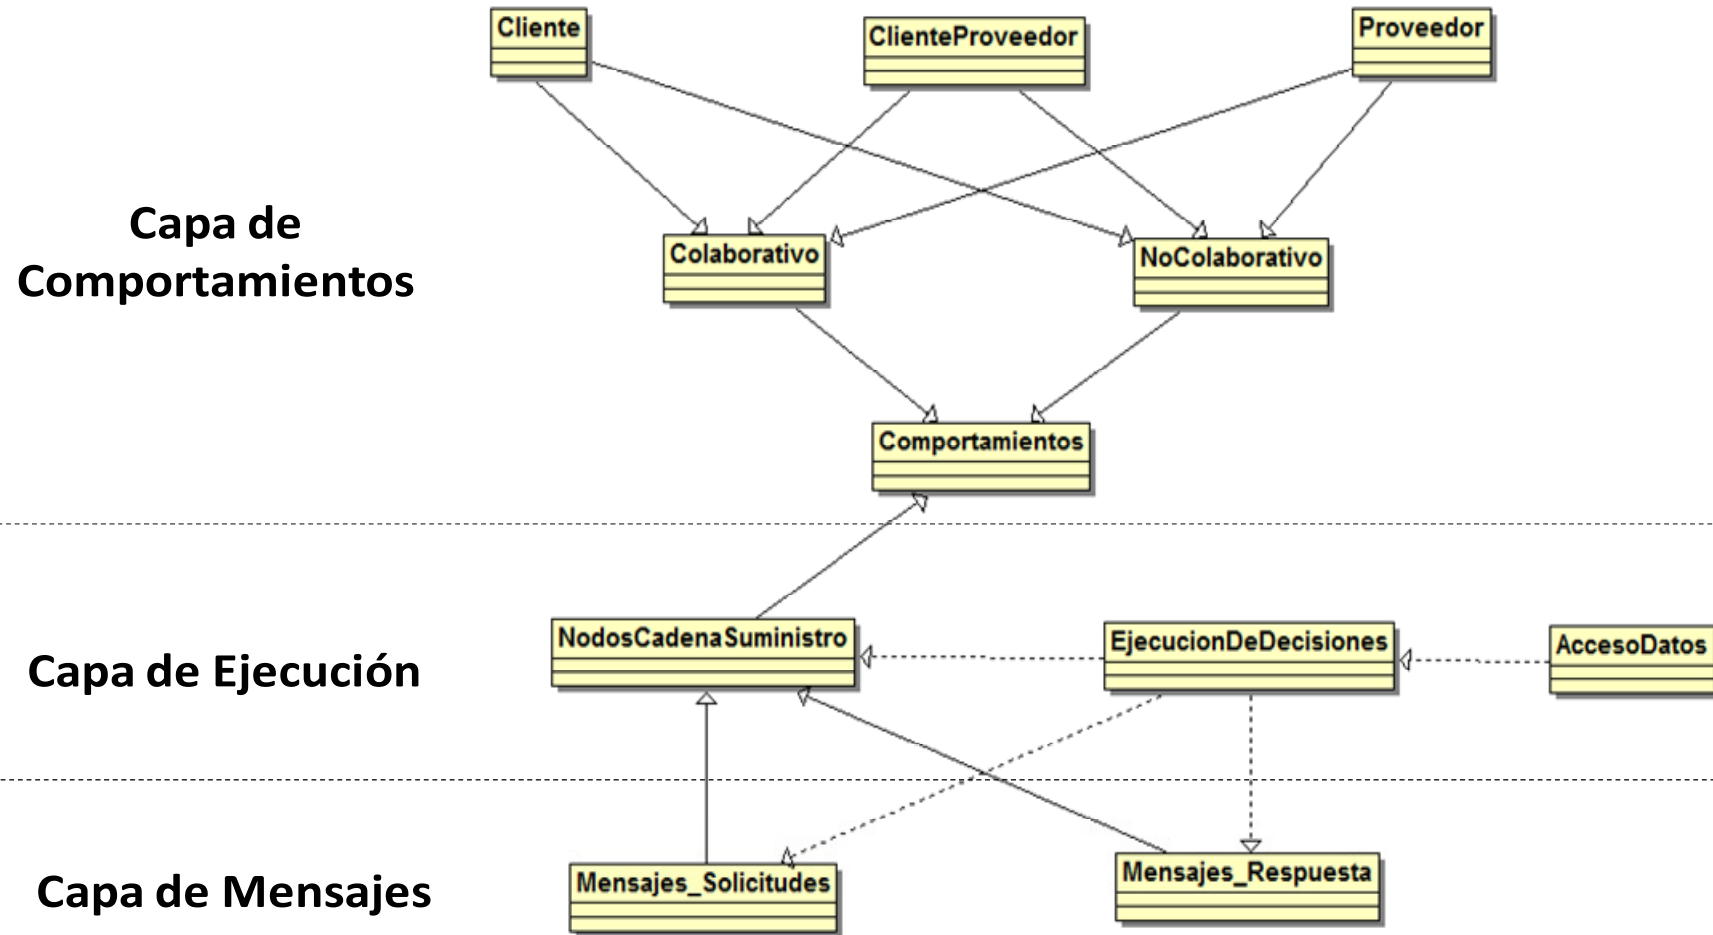 Cliente
ClienteProveedor
Proveedor
Capa de
Comportamientos
Colaborativo
NoColaborativo
Comportamientos
Capa de Ejecución
NodosCadenaSuministro
EjecucionDeDecisiones
AccesoDatos
Capa de Mensajes
Mensajes_Solicitudes
Mensajes_Respuesta